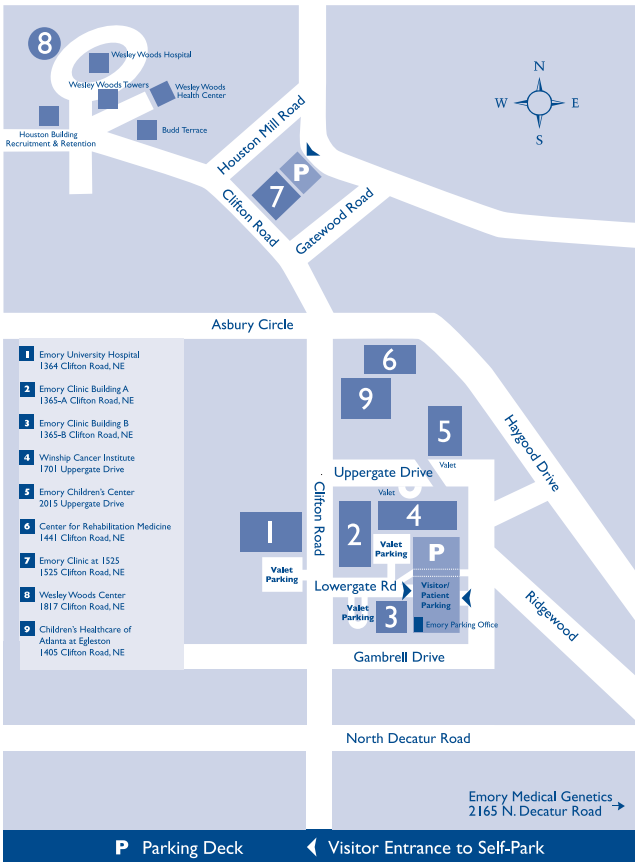 8
Wesley Woods Hospital
Wesley Woods Towers
Wesley Woods
Health Center
Houston Building
Recruitment & Retention
Budd Terrace
N
W
E
S
Houston Mill Road
P
7
Clifton Road
Gatewood Road
Asbury Circle
1 Emory University Hospital
1364 Clifton Road, NE
2 Emory Clinic Building A
1365-A Clifton Road, NE
3 Emory Clinic Building B
1365-B Clifton Road, NE
4 Winship Cancer Institute
1701 Uppergate Drive
5 Emory Children's Center
2015 Uppergate Drive
6 Center for Rehabilitation Medicine
1441 Clifton Road, NE
7 Emory Clinic at 1525
1525 Clifton Road, NE
8 Wesley Woods Center
1817 Clifton Road, NE
9 Children's Healthcare of
Atlanta at Egleston
1405 Clifton Road, NE
6
9
5
Valet
Haygood Drive
Uppergate Drive
Clifton Road
Valet
1
2
4
Valet
Parking
P
Valet
Parking
Lowergate Rd
Visitor/
Patient
Parking
Valet
Parking
3
Emory Parking Office
Ridgewood
Gambrell Drive
North Decatur Road
Emory Medical Genetics
2165 N. Decatur Road
P Parking Deck
Visitor Entrance to Self-Park